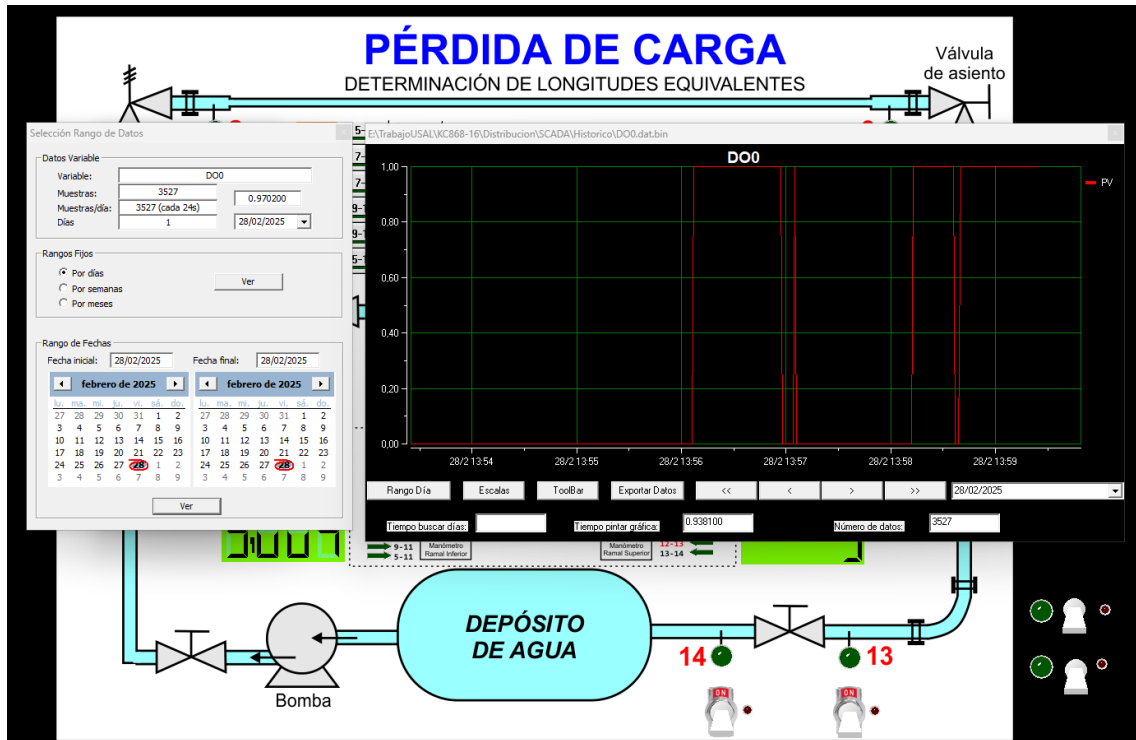 PÉRDIDA DE CARGA
DETERMINACIÓN DE LONGITUDES EQUIVALENTES
Válvula
de asiento
Selección Rango de Datos
Datos Variable
Variable: DO0
Muestras: 3527
0.970200
Muestras/día: 3527 (cada 24s)
Días 1 28/02/2025
Rangos Fijos
Por días
Por semanas
Por meses
Ver
Rango de Fechas
Fecha inicial: 28/02/2025 Fecha final: 28/02/2025
febrero de 2025 febrero de 2025
lu. ma. mi. ju. vi. sá. do. lu. ma. mi. ju. vi. sá. do.
27 28 29 30 31 1 2 27 28 29 30 31 1 2
3 4 5 6 7 8 9 3 4 5 6 7 8 9
10 11 12 13 14 15 16 10 11 12 13 14 15 16
17 18 19 20 21 22 23 17 18 19 20 21 22 23
24 25 26 27 28 1 2 24 25 26 27 28 1 2
3 4 5 6 7 8 9 3 4 5 6 7 8 9
Ver
5-
7-
7-
9-1
9-
5-1
E:\TrabajoUSAL\KC868-16\Distribucion\SCADA\Historico\DO0.dat.bin
DO0
PV
1,00
0,80
0,60
0,40
0,20
0,00
28/2 13:54 28/2 13:55 28/2 13:56 28/2 13:57 28/2 13:58 28/2 13:59
Rango Día Escalas ToolBar Exportar Datos << < > >> 28/02/2025
Tiempo buscar días: Tiempo pintar gráfica: 0.938100 Número de datos: 3527
9-11 Manómetro Manómetro 12-13
5-11 Ramal Inferior Ramal Superior 13-14
DEPÓSITO
DE AGUA
14 13
Bomba
ON ON